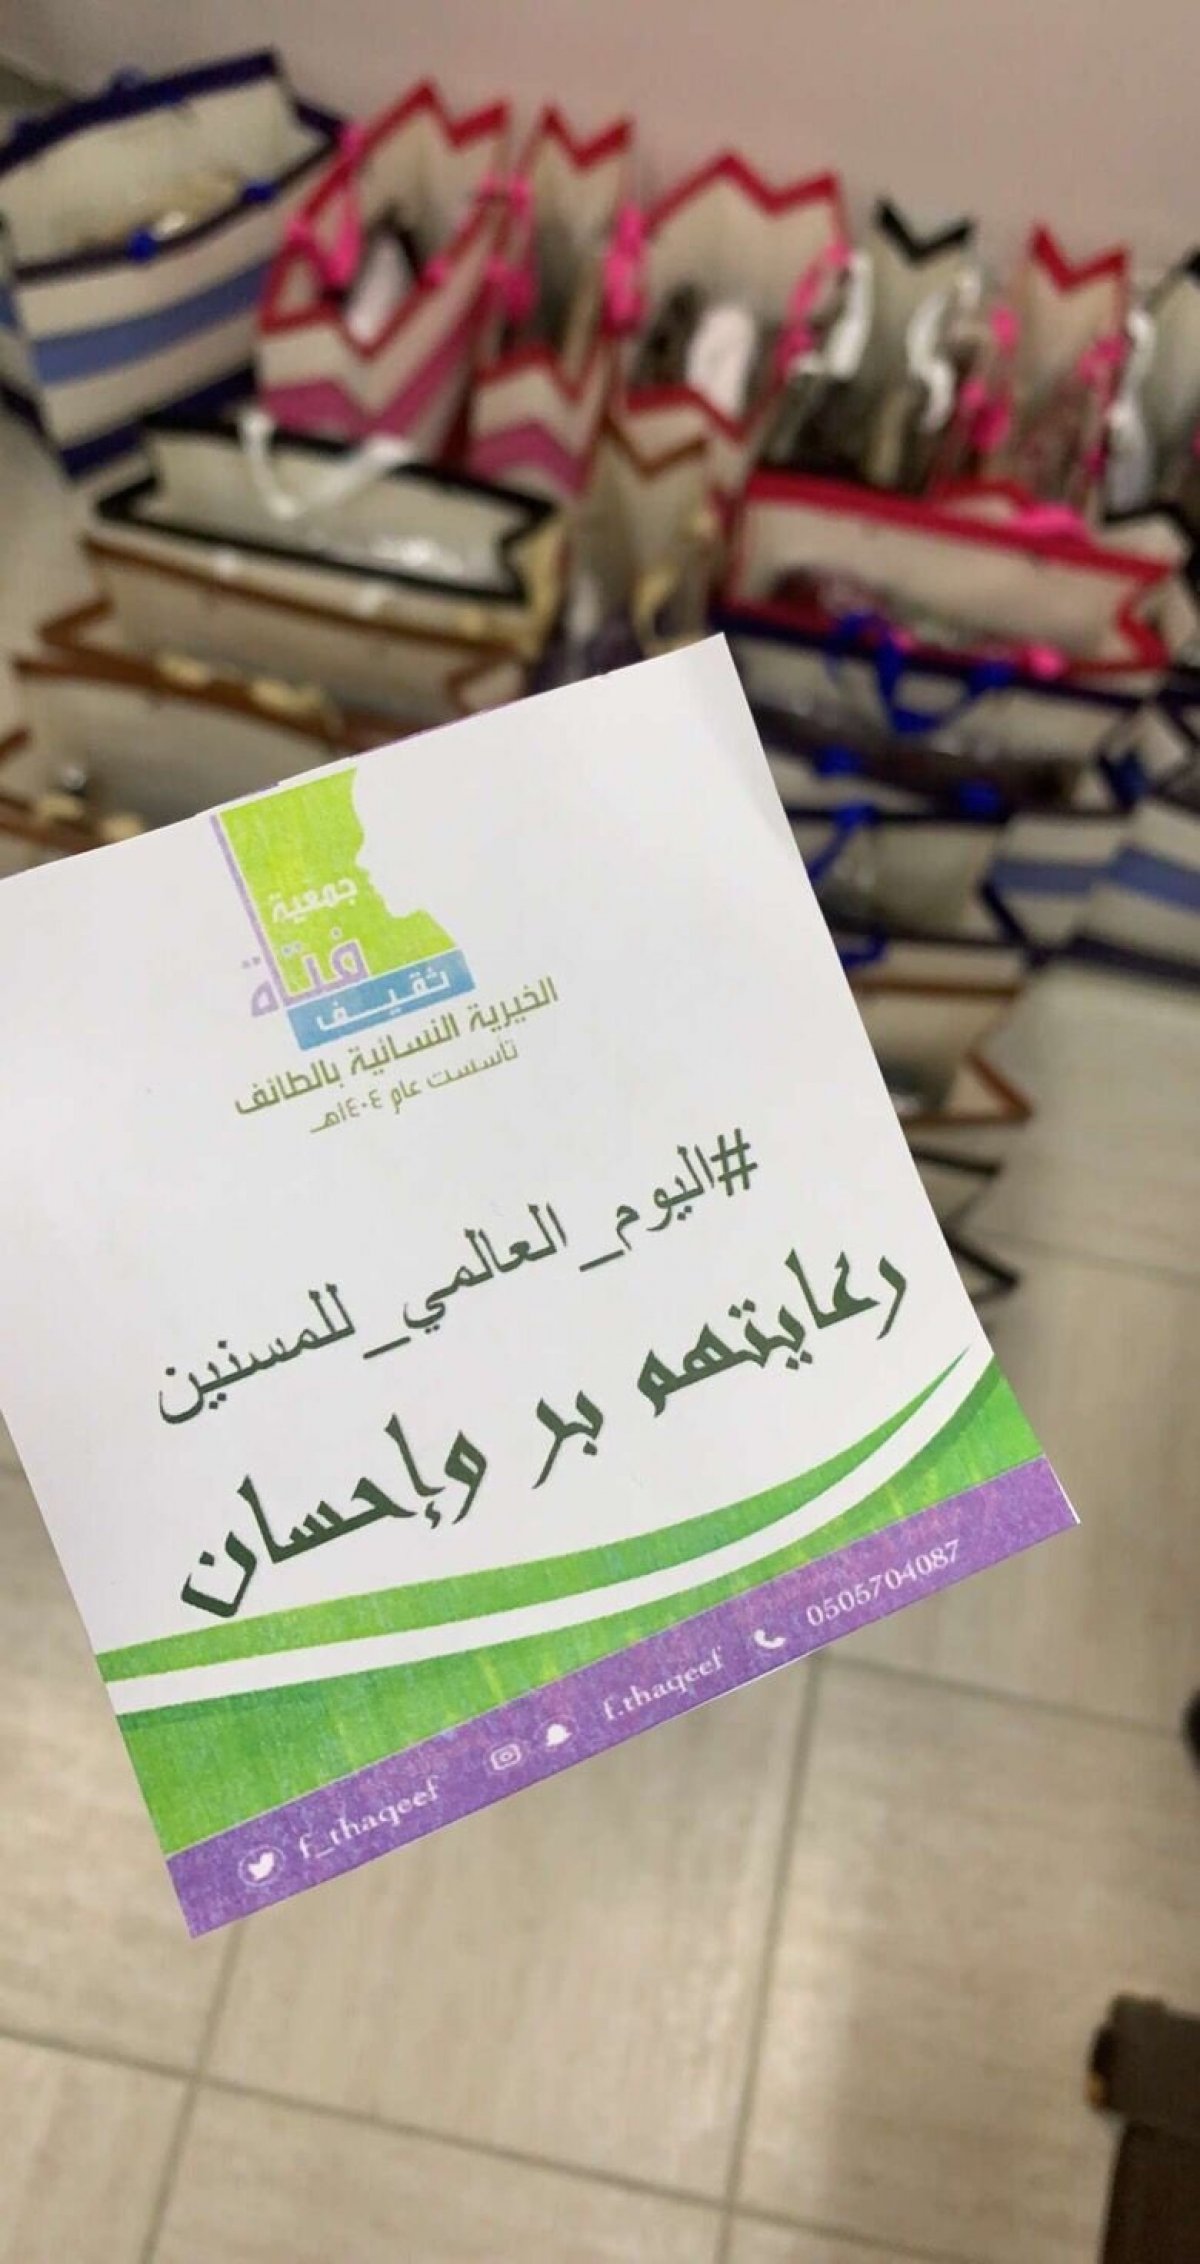 جمعية
فتاة
ثقيف
الخيرية النسائية بالطائف
تأسست عام ١٤٠٤هـ
#اليوم_العالمي_للمسنين
رعايتهم بر وإحسان
f_thaqeef f.thaqeef 0505704087